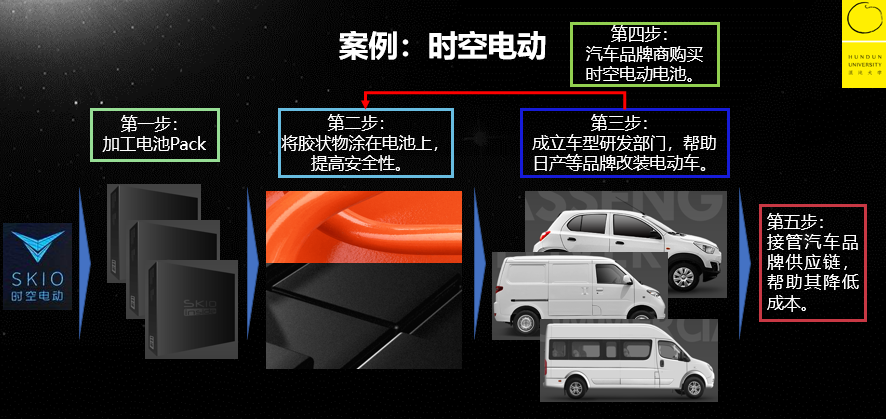 案例：时空电动
第四步：
汽车品牌商购买
时空电动电池。
HUNDUN
UNIVERSITY
混沌大学
第一步：
加工电池Pack
第二步：
将胶状物涂在电池上，
提高安全性。
第三步：
成立车型研发部门，帮助
日产等品牌改装电动车。
SKIO
时空电动
SKIO
ASSENG
第五步：
接管汽车品
牌供应链，
帮助其降低
成本。